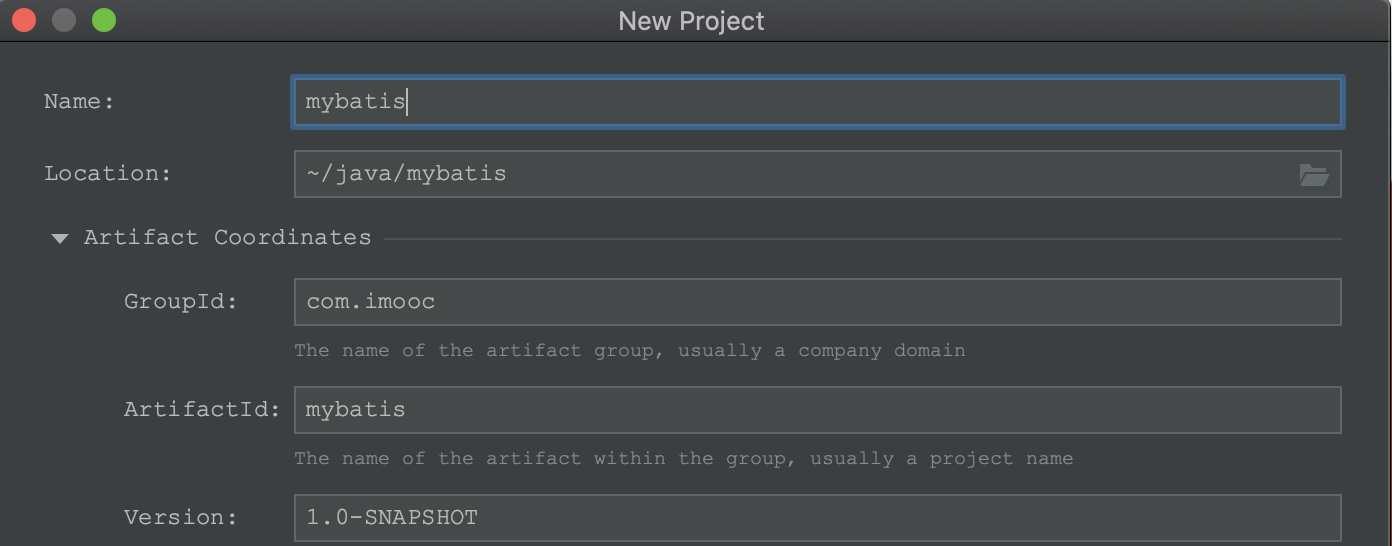 New Project
Name: mybatis
Location: ~/java/mybatis
Artifact Coordinates
GroupId: com.imooc
The name of the artifact group, usually a company domain
ArtifactId: mybatis
The name of the artifact within the group, usually a project name
Version: 1.0-SNAPSHOT